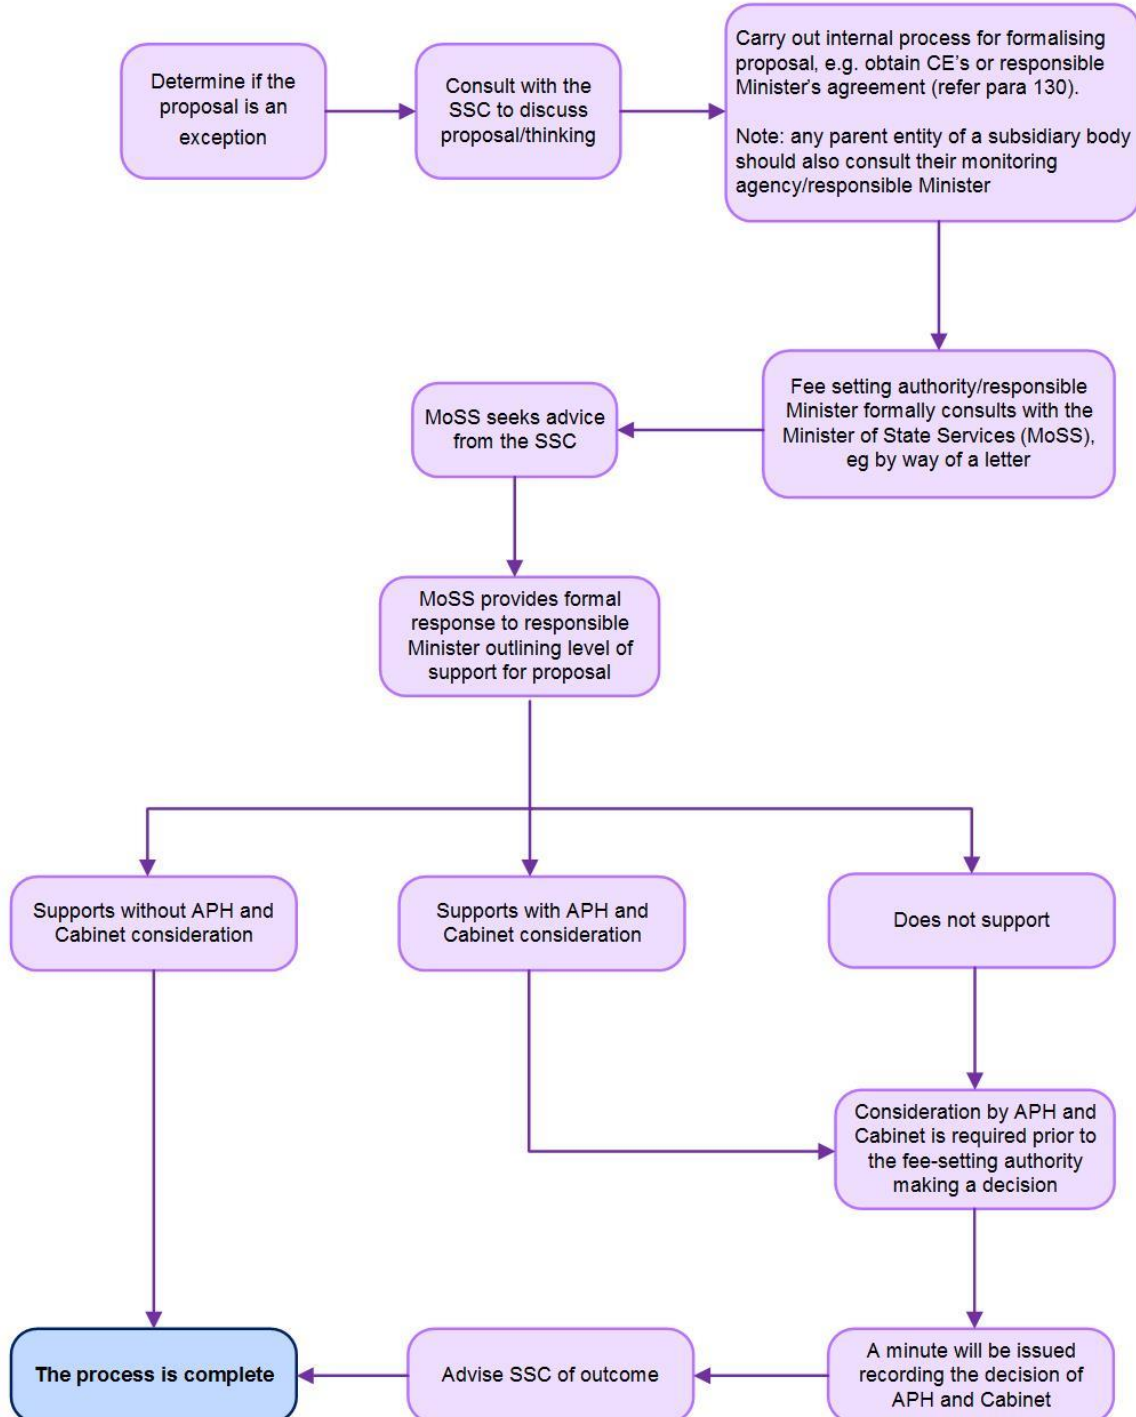 Determine if the
proposal is an
exception
Consult with the
SSC to discuss
proposal/thinking
Carry out internal process for formalising
proposal, e.g. obtain CE's or responsible
Minister's agreement (refer para 130).
Note: any parent entity of a subsidiary body
should also consult their monitoring
agency/responsible Minister
Fee setting authority/responsible
Minister formally consults with the
Minister of State Services (MoSS),
eg by way of a letter
MoSS seeks advice
from the SSC
MoSS provides formal
response to responsible
Minister outlining level of
support for proposal
Supports without APH and
Cabinet consideration
Supports with APH and
Cabinet consideration
Does not support
Consideration by APH and
Cabinet is required prior to
the fee-setting authority
making a decision
A minute will be issued
recording the decision of
APH and Cabinet
Advise SSC of outcome
The process is complete